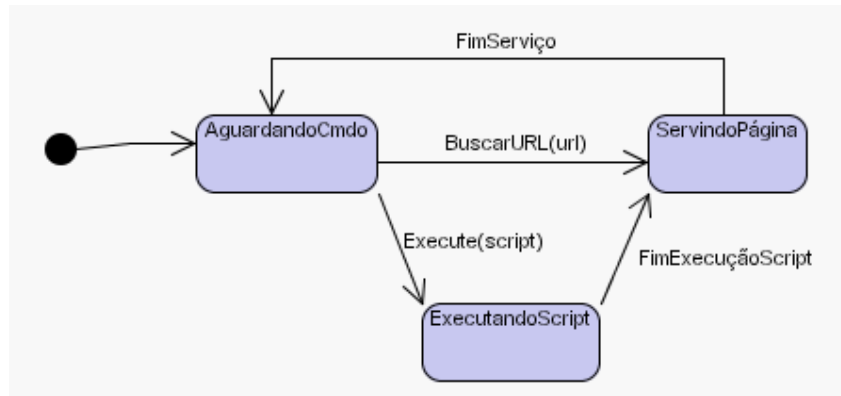 FimServiço
AguardandoCmdo
ServindoPágina
BuscarURL(url)
Execute(script)
FimExecuçãoScript
ExecutandoScript